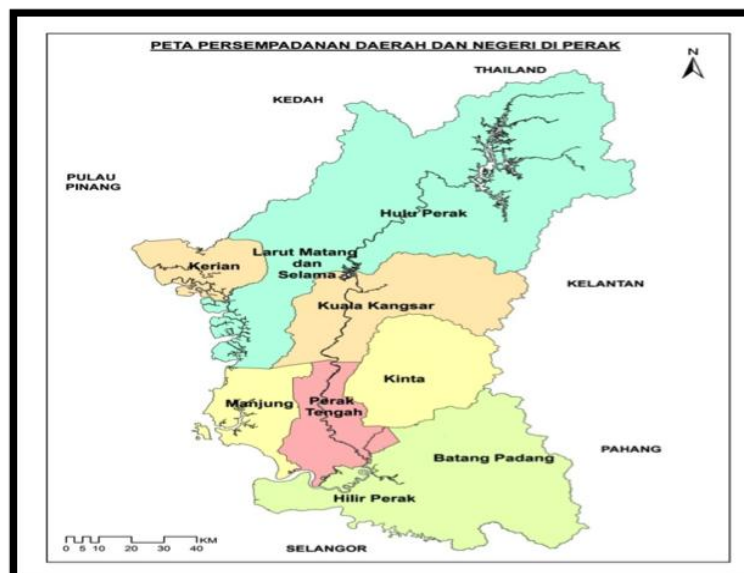 PETA PERSEMPADANAN DAERAH DAN NEGERI DI PERAK
N
THAILAND
KEDAH
PULAU
PINANG
Hulu Perak
Larut Matang
dan
Selama
Kerian
KELANTAN
Kuala Kangsar
Kinta
Manjung
Perak
Tengah
PAHANG
Batang Padang
Hilir Perak
KM
0 5 10 20 30 40
SELANGOR